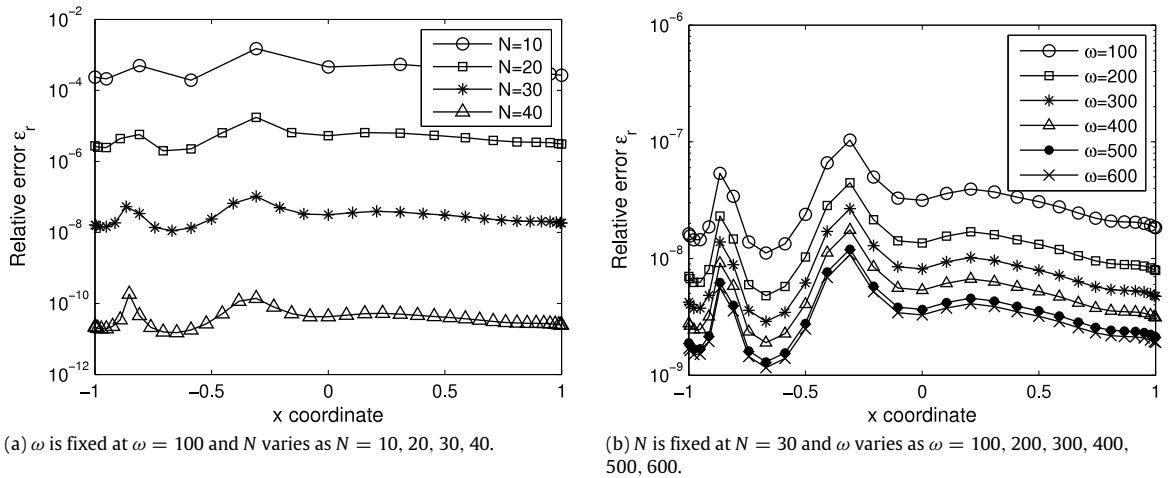 10^−2
10^−4
10^−6
10^−8
10^−10
10^−12
Relative error ε_r
−1 −0.5 0 0.5 1
x coordinate
N=10
N=20
N=30
N=40
(a) ω is fixed at ω = 100 and N varies as N = 10, 20, 30, 40.
10^−6
10^−7
10^−8
10^−9
Relative error ε_r
−1 −0.5 0 0.5 1
x coordinate
ω=100
ω=200
ω=300
ω=400
ω=500
ω=600
(b) N is fixed at N = 30 and ω varies as ω = 100, 200, 300, 400,
500, 600.